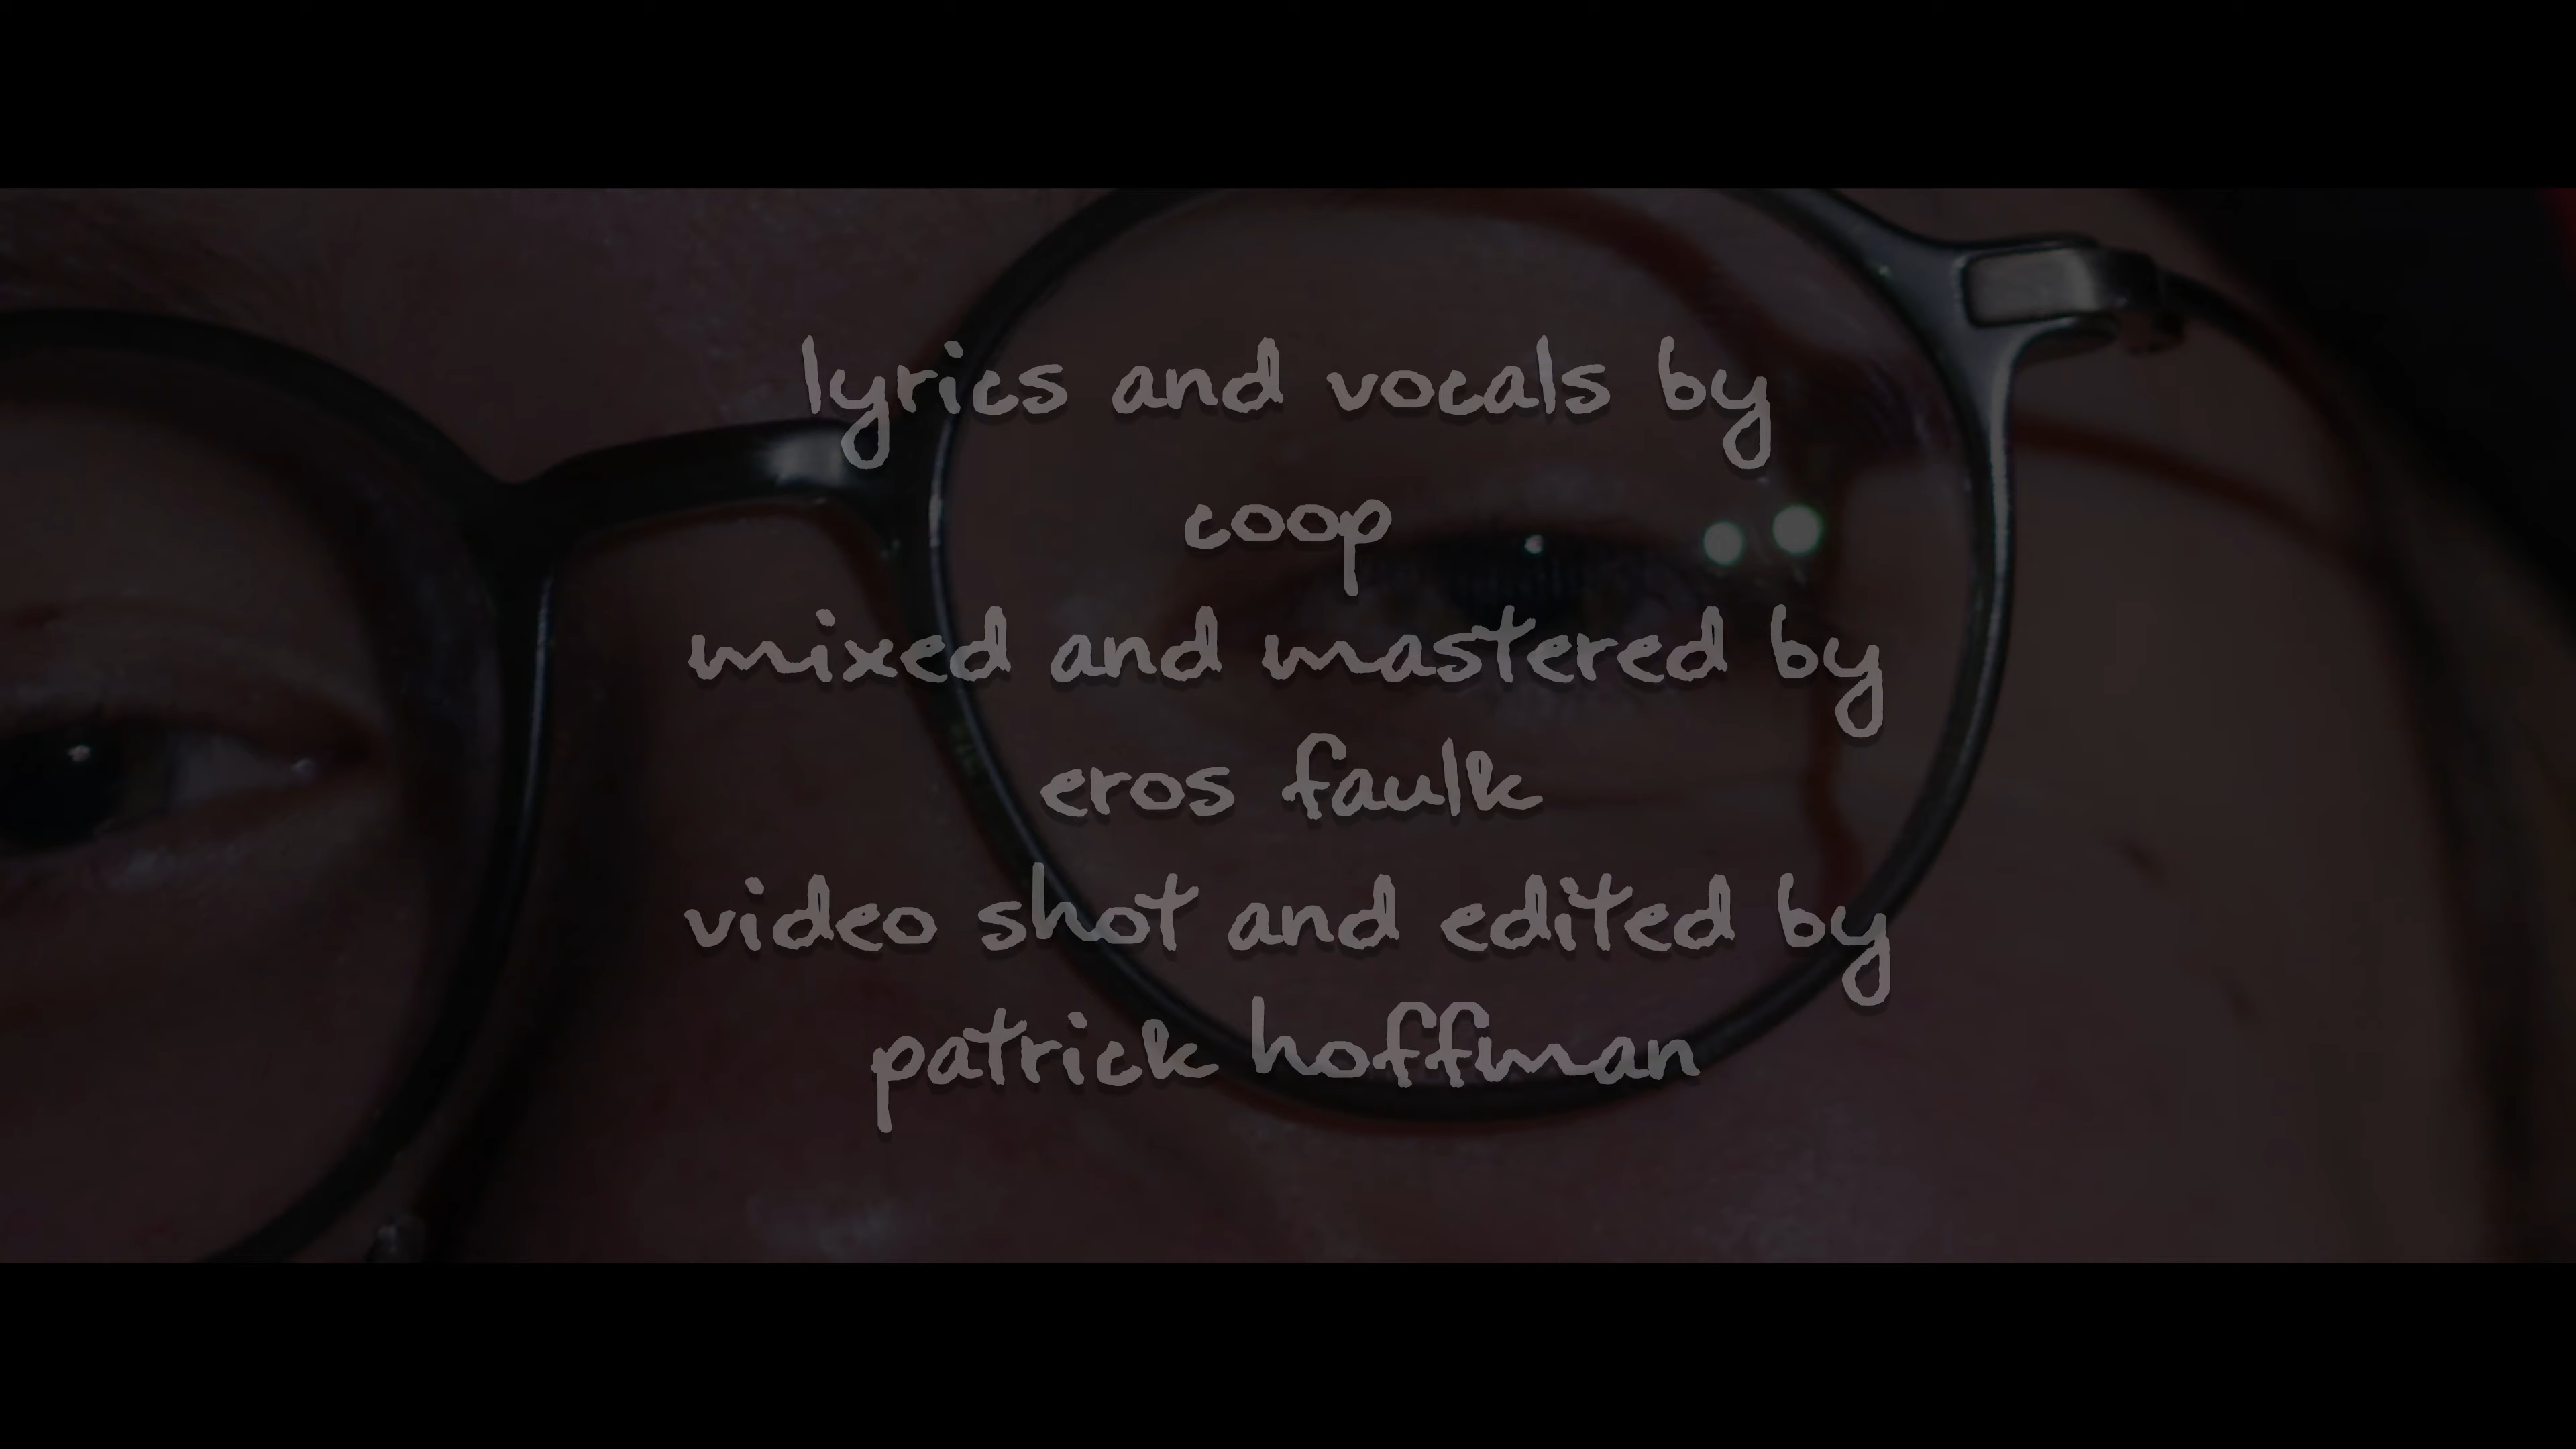 lyrics and vocals by
coop
mixed and mastered by
eros faulk
video shot and edited by
patrick hoffman